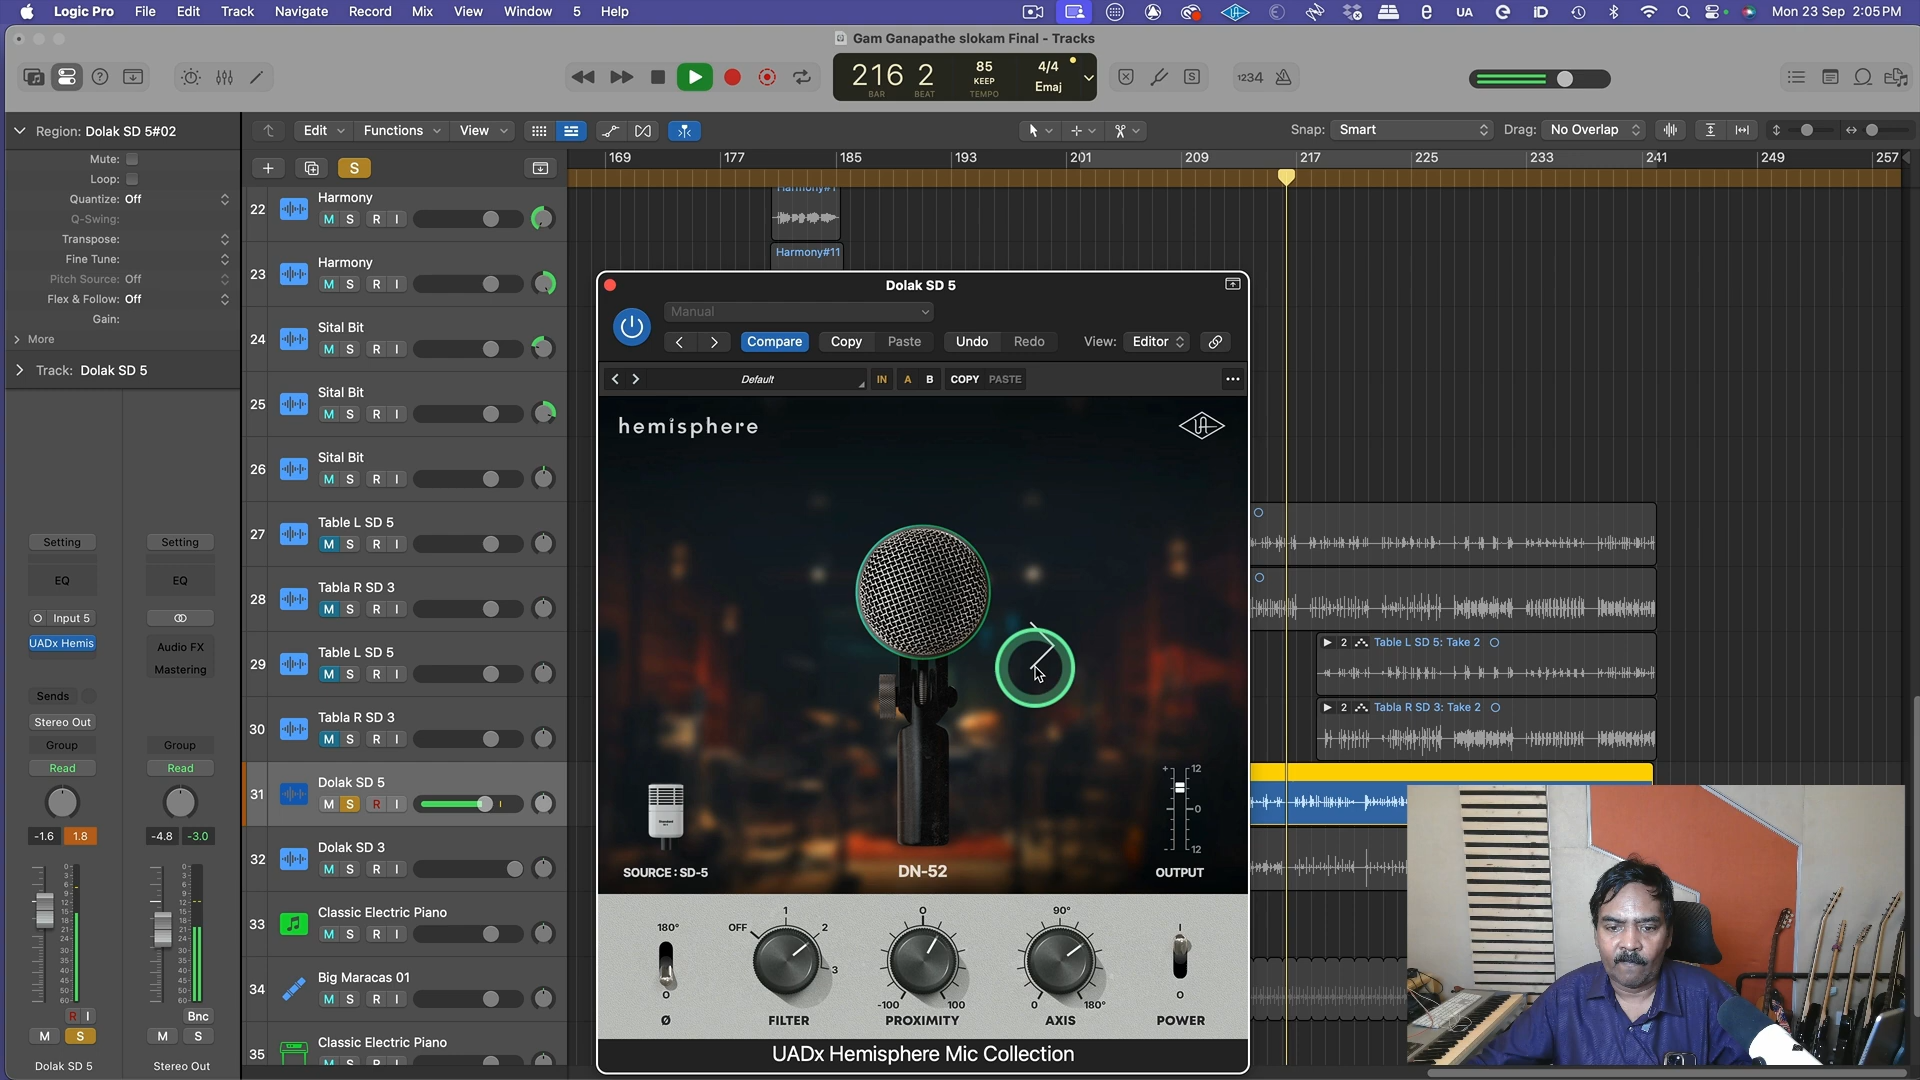 Logic Pro File Edit Track Navigate Record Mix View Window 5 Help
UA
iD
Mon 23 Sep 2:05 PM
Gam Ganapathe slokam Final - Tracks
216 2
BAR BEAT
85
KEEP
TEMPO
4/4
Emaj
1234
Region: Dolak SD 5#02
Mute:
Loop:
Quantize: Off
Q-Swing:
Transpose:
Fine Tune:
Pitch Source: Off
Flex & Follow: Off
Gain:
More
Track: Dolak SD 5
Edit Functions View
Snap: Smart
Drag: No Overlap
S
169 177 185 193 201 209 217 225 233 241 249 257
22 Harmony
M S R I
23 Harmony
M S R I
24 Sital Bit
M S R I
25 Sital Bit
M S R I
26 Sital Bit
M S R I
27 Table L SD 5
M S R I
28 Tabla R SD 3
M S R I
29 Table L SD 5
M S R I
30 Tabla R SD 3
M S R I
31 Dolak SD 5
M S R I
32 Dolak SD 3
M S R I
33 Classic Electric Piano
M S R I
34 Big Maracas 01
M S R I
35 Classic Electric Piano
Harmony#11
2 Table L SD 5: Take 2
2 Tabla R SD 3: Take 2
Setting Setting
EQ EQ
Input 5
UADx Hemis
Audio FX
Mastering
Sends
Stereo Out
Group Group
Read Read
-1.6 1.8 -4.8 -3.0
R I Bnc
M S M S
Dolak SD 5 Stereo Out
Dolak SD 5
Manual
Compare Copy Paste Undo Redo View: Editor
Default IN A B COPY PASTE
hemisphere
SOURCE : SD-5
DN-52
+ 12
0
- 12
OUTPUT
180°
0
Ø
OFF 1 2 3
FILTER
0
-100 100
PROXIMITY
90°
0 180°
AXIS
I
0
POWER
UADx Hemisphere Mic Collection